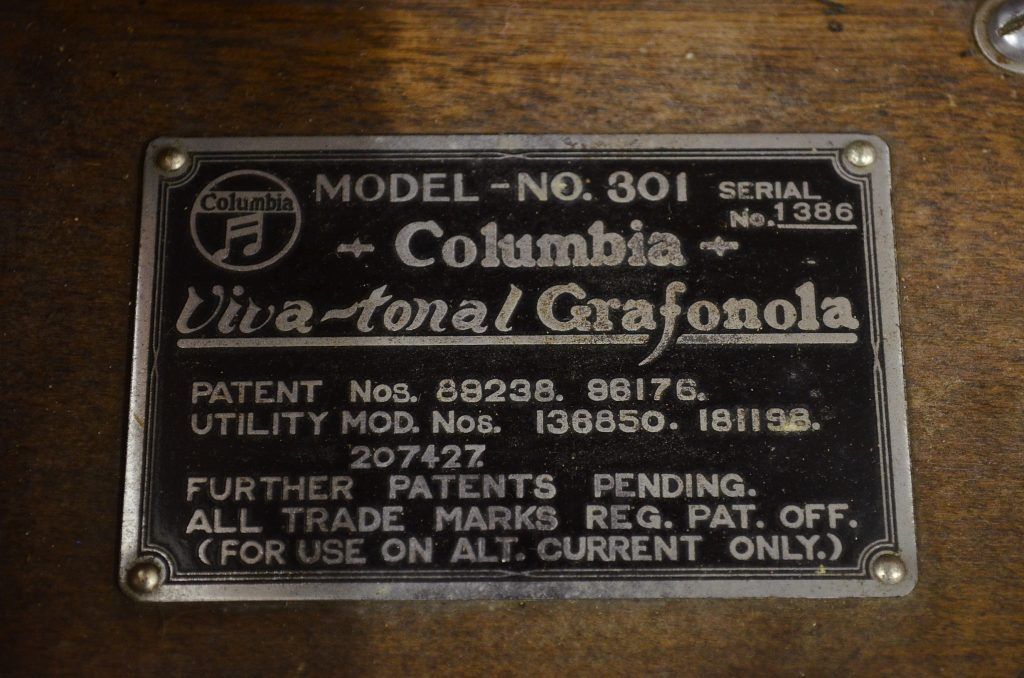 Columbia
MODEL - NO. 301
SERIAL
No. 1386
Columbia
Viva-tonal Grafonola
PATENT Nos. 89238. 96176.
UTILITY MOD. Nos. 136850. 181198.
207427.
FURTHER PATENTS PENDING.
ALL TRADE MARKS REG. PAT. OFF.
(FOR USE ON ALT. CURRENT ONLY.)